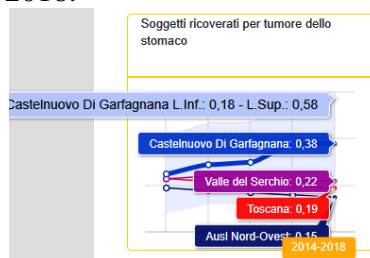 Soggetti ricoverati per tumore dello
stomaco
Castelnuovo Di Garfagnana L.Inf.: 0,18 - L.Sup.: 0,58
Castelnuovo Di Garfagnana: 0,38
Valle del Serchio: 0,22
Toscana: 0,19
Ausl Nord-Ovest: 0,15
2014-2018